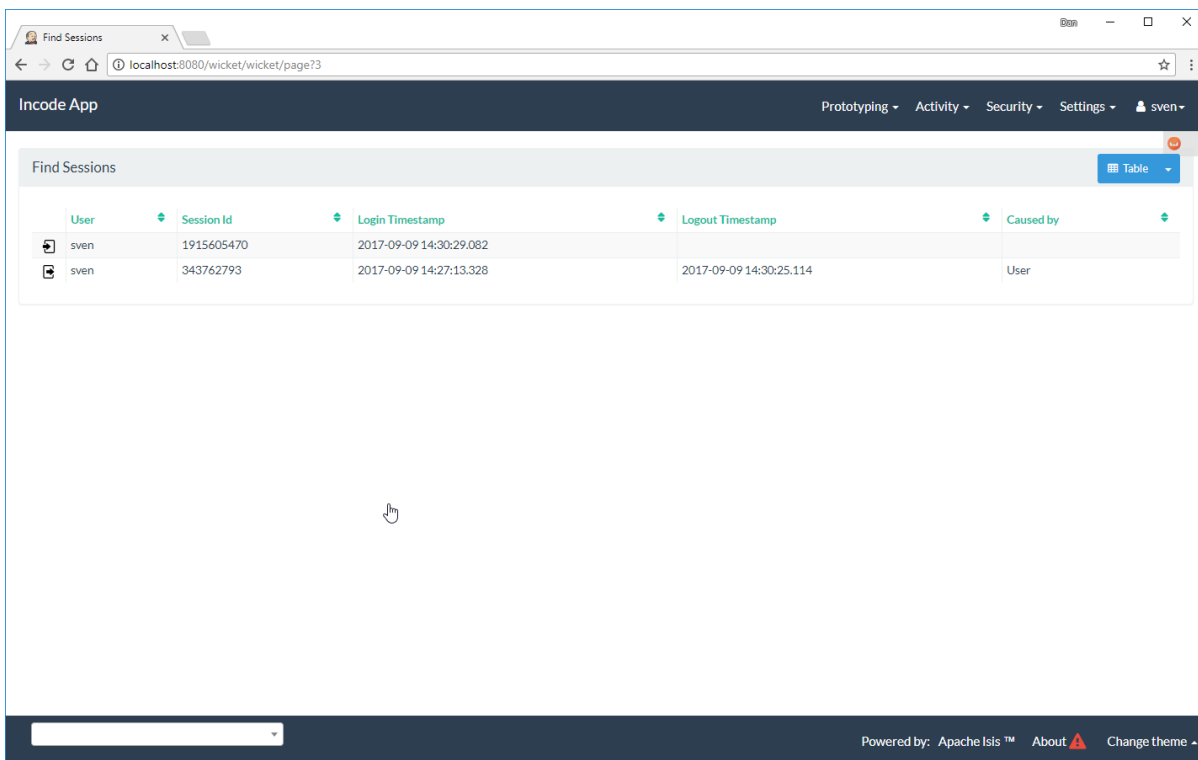 Find Sessions
Dan
localhost:8080/wicket/wicket/page?3
Incode App Prototyping Activity Security Settings sven
Find Sessions
Table
User Session Id Login Timestamp Logout Timestamp Caused by
sven 1915605470 2017-09-09 14:30:29.082
sven 343762793 2017-09-09 14:27:13.328 2017-09-09 14:30:25.114 User
Powered by: Apache Isis ™ About Change theme